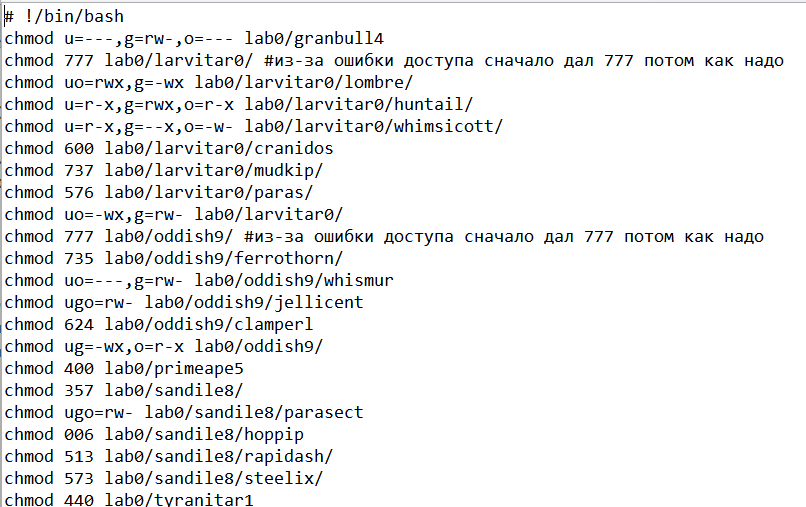 # !/bin/bash
chmod u=---,g=rw-,o=--- lab0/granbull4
chmod 777 lab0/larvitar0/ #из-за ошибки доступа сначало дал 777 потом как надо
chmod uo=rwx,g=-wx lab0/larvitar0/lombre/
chmod u=r-x,g=rwx,o=r-x lab0/larvitar0/huntail/
chmod u=r-x,g=--x,o=-w- lab0/larvitar0/whimsicott/
chmod 600 lab0/larvitar0/cranidos
chmod 737 lab0/larvitar0/mudkip/
chmod 576 lab0/larvitar0/paras/
chmod uo=-wx,g=rw- lab0/larvitar0/
chmod 777 lab0/oddish9/ #из-за ошибки доступа сначало дал 777 потом как надо
chmod 735 lab0/oddish9/ferrothorn/
chmod uo=---,g=rw- lab0/oddish9/whismur
chmod ugo=rw- lab0/oddish9/jellicent
chmod 624 lab0/oddish9/clamperl
chmod ug=-wx,o=r-x lab0/oddish9/
chmod 400 lab0/primeape5
chmod 357 lab0/sandile8/
chmod ugo=rw- lab0/sandile8/parasect
chmod 006 lab0/sandile8/hoppip
chmod 513 lab0/sandile8/rapidash/
chmod 573 lab0/sandile8/steelix/
chmod 440 lab0/tyranitar1